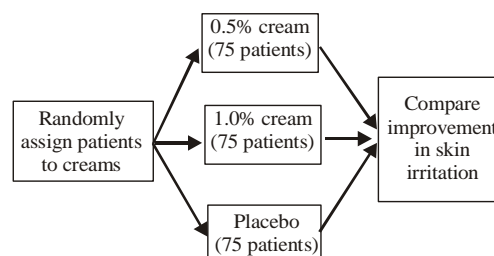 0.5% cream
(75 patients)
Randomly
assign patients
to creams
1.0% cream
(75 patients)
Placebo
(75 patients)
Compare
improvement
in skin
irritation